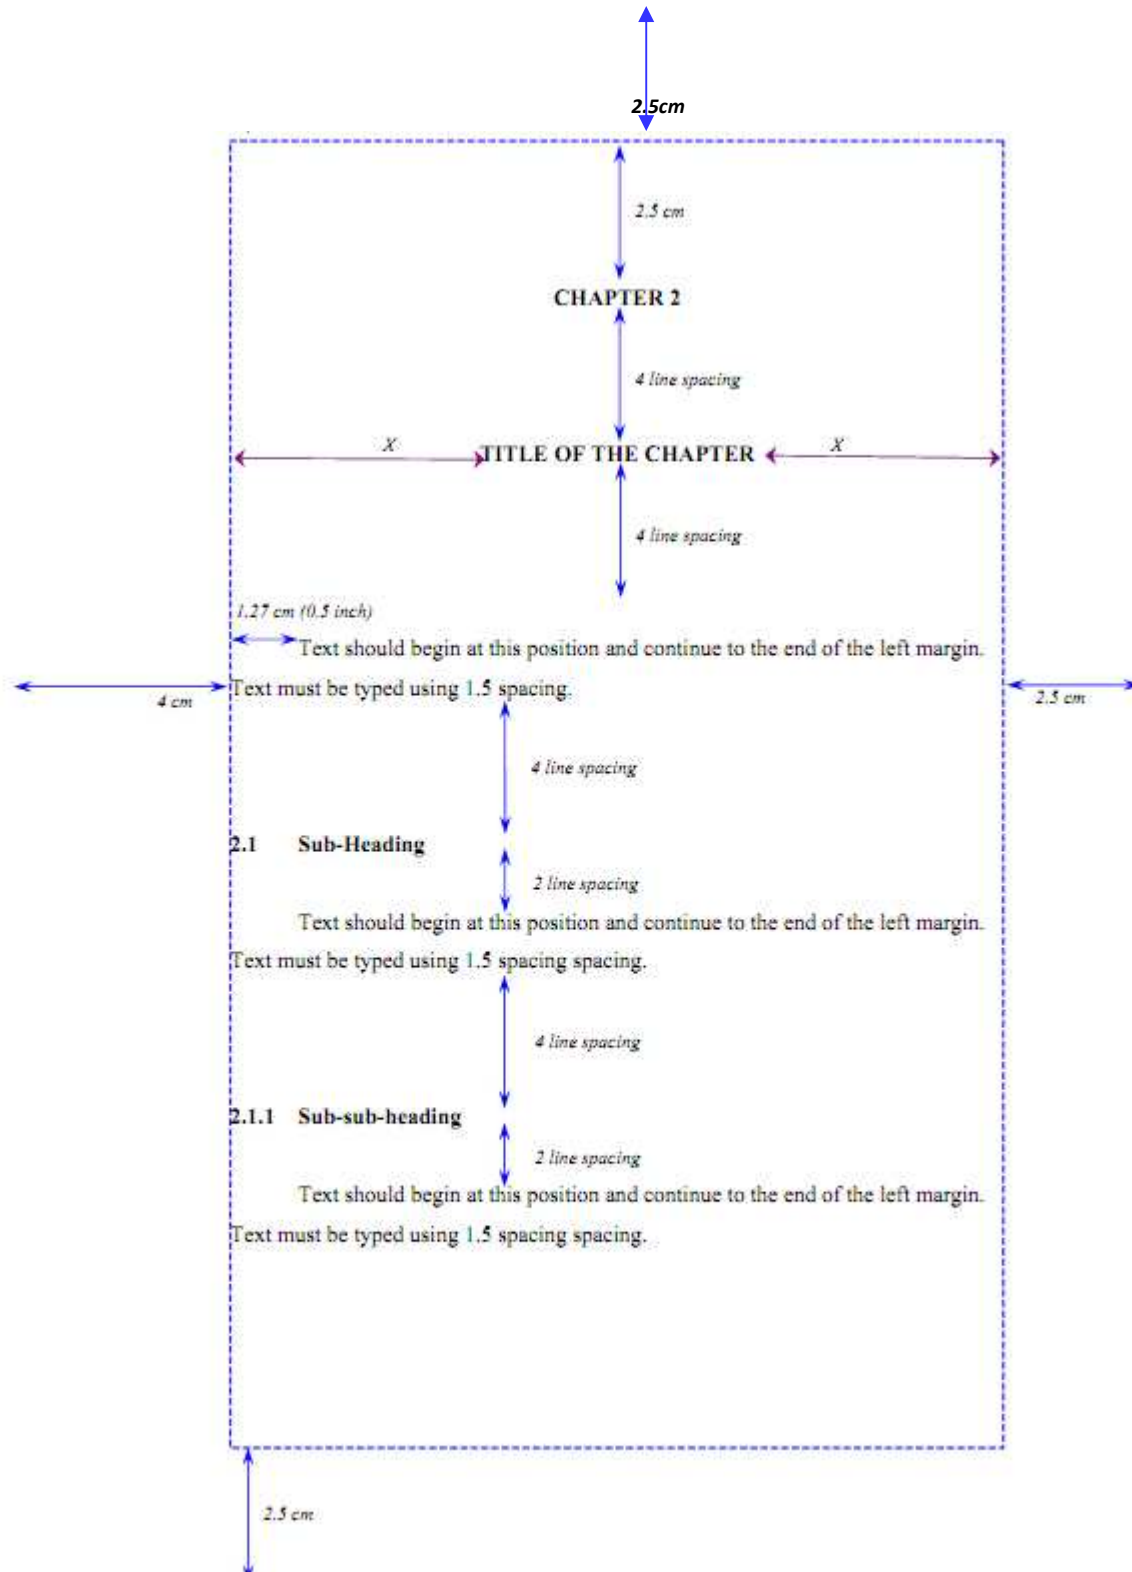 2.5cm
2.5 cm
CHAPTER 2
4 line spacing
X TITLE OF THE CHAPTER X
4 line spacing
1.27 cm (0.5 inch)
Text should begin at this position and continue to the end of the left margin.
Text must be typed using 1.5 spacing.
4 cm
2.5 cm
4 line spacing
2.1 Sub-Heading
2 line spacing
Text should begin at this position and continue to the end of the left margin.
Text must be typed using 1.5 spacing spacing.
4 line spacing
2.1.1 Sub-sub-heading
2 line spacing
Text should begin at this position and continue to the end of the left margin.
Text must be typed using 1.5 spacing spacing.
2.5 cm